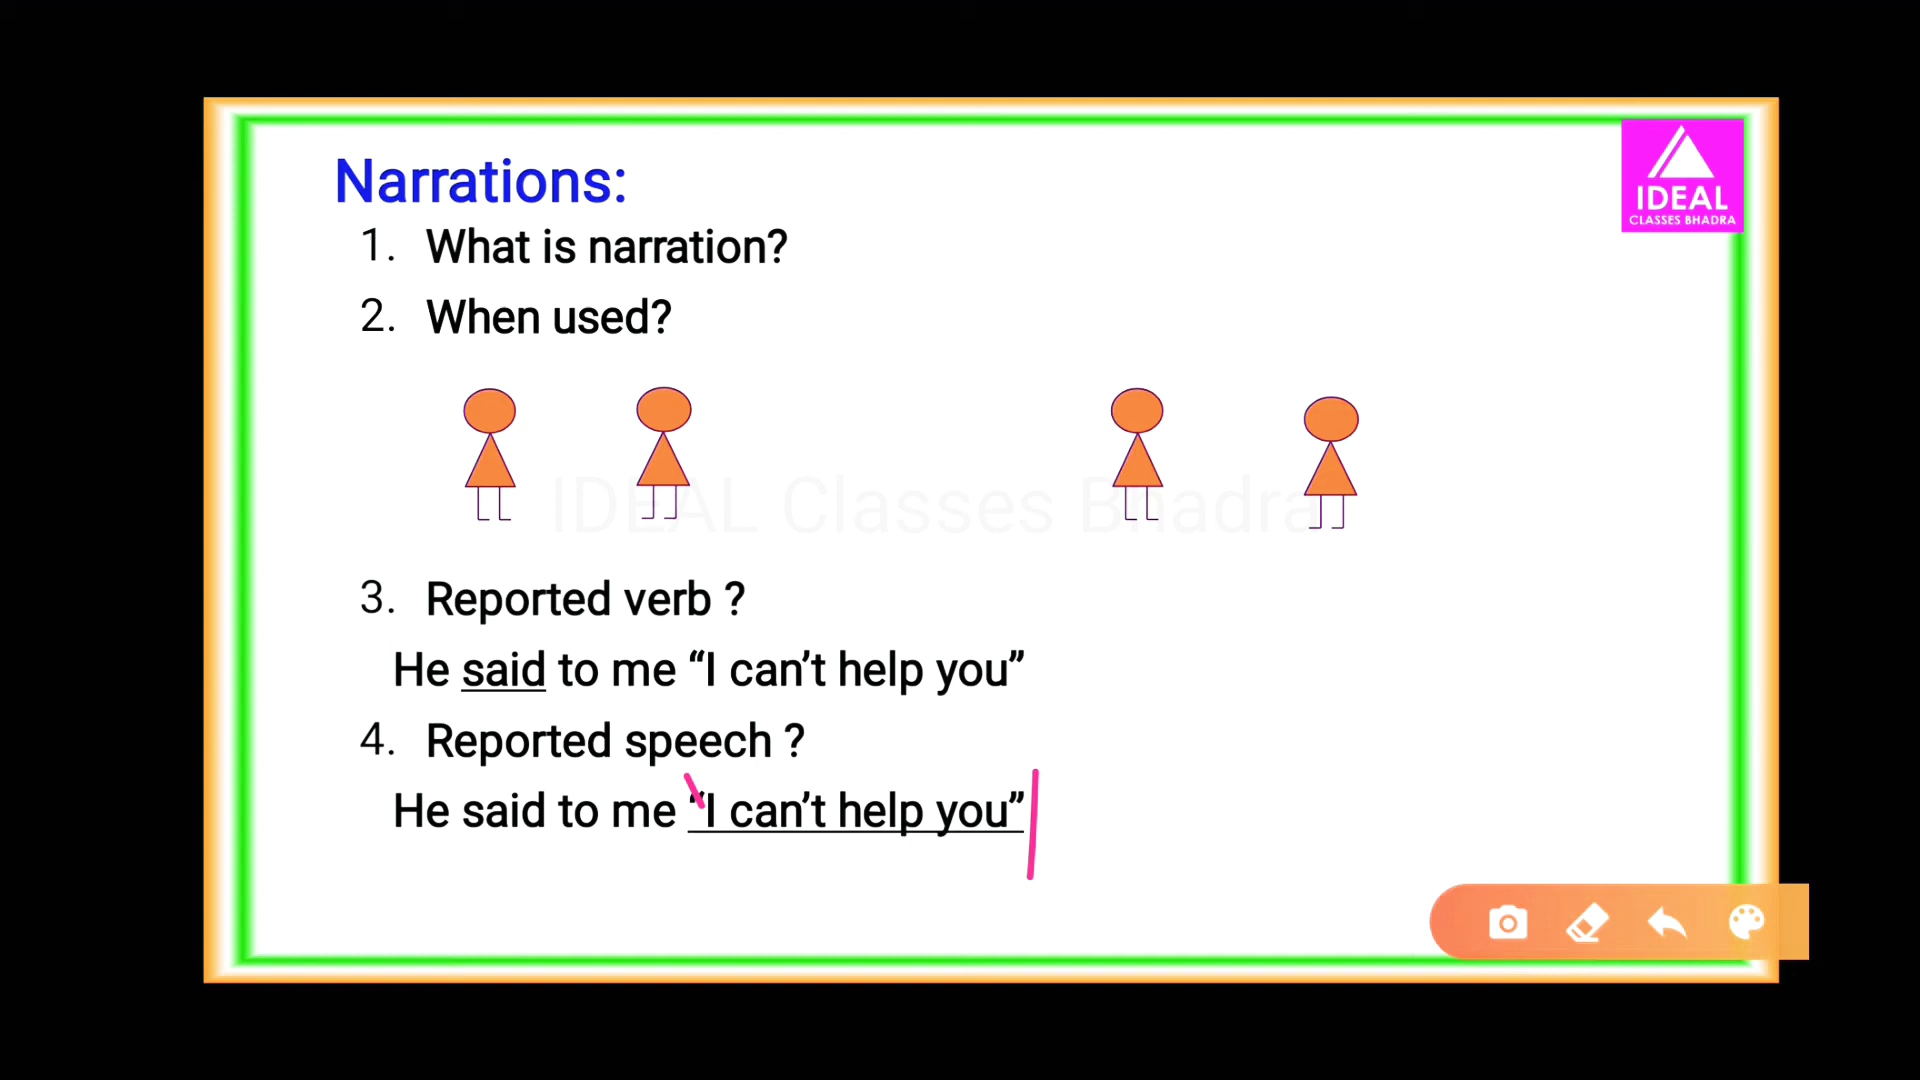 Narrations:
IDEAL
CLASSES BHADRA
1. What is narration?
2. When used?
IDEAL Classes Bhadra
3. Reported verb ?
He said to me “I can’t help you”
4. Reported speech ?
He said to me “I can’t help you”